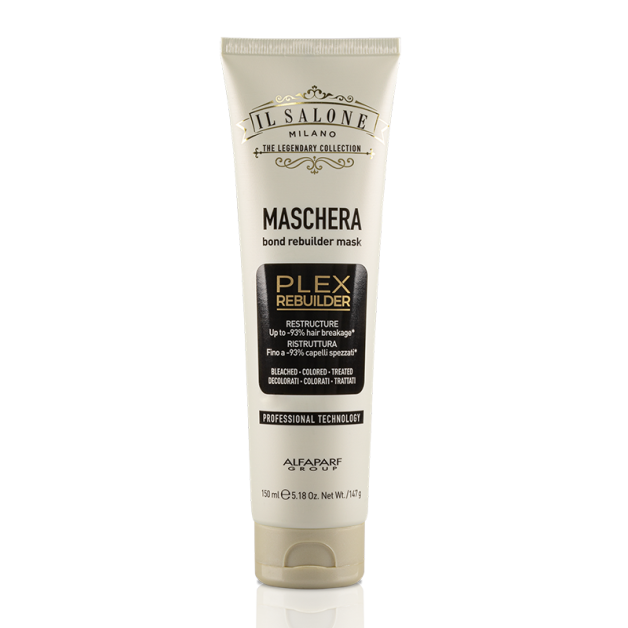 IL SALONE
MILANO
THE LEGENDARY COLLECTION
MASCHERA
bond rebuilder mask
PLEX
REBUILDER
RESTRUCTURE
Up to -93% hair breakage*
RISTRUTTURA
Fino a -93% capelli spezzati*
BLEACHED • COLORED • TREATED
DECOLORATI • COLORATI • TRATTATI
PROFESSIONAL TECHNOLOGY
ALFAPARF
GROUP
150 ml ℮ 5.18 Oz. Net Wt./147 g